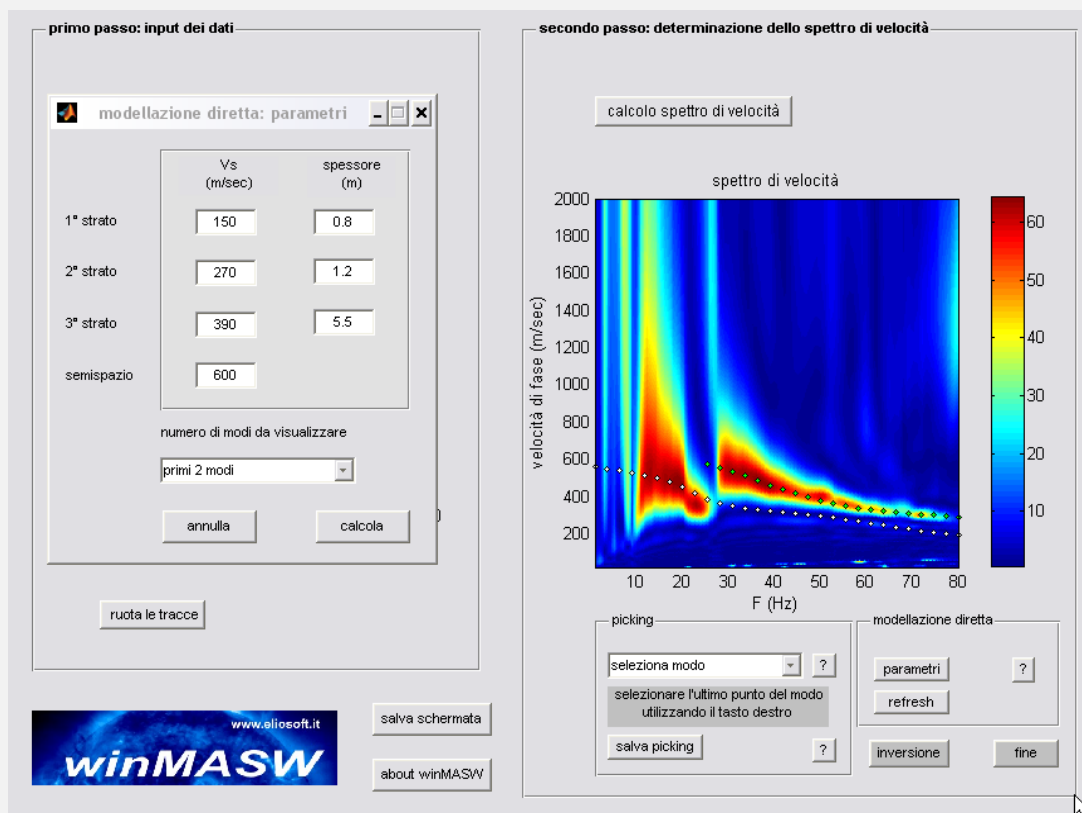 primo passo: input dei dati
modellazione diretta: parametri
Vs
(m/sec)
spessore
(m)
1° strato
150
0.8
2° strato
270
1.2
3° strato
390
5.5
semispazio
600
numero di modi da visualizzare
primi 2 modi
annulla
calcola
ruota le tracce
www.eliosoft.it
winMASW
salva schermata
about winMASW
secondo passo: determinazione dello spettro di velocità
calcolo spettro di velocità
spettro di velocità
velocità di fase (m/sec)
2000
1800
1600
1400
1200
1000
800
600
400
200
10 20 30 40 50 60 70 80
F (Hz)
60
50
40
30
20
10
picking
seleziona modo
?
selezionare l'ultimo punto del modo
utilizzando il tasto destro
salva picking
?
modellazione diretta
parametri
?
refresh
inversione
fine